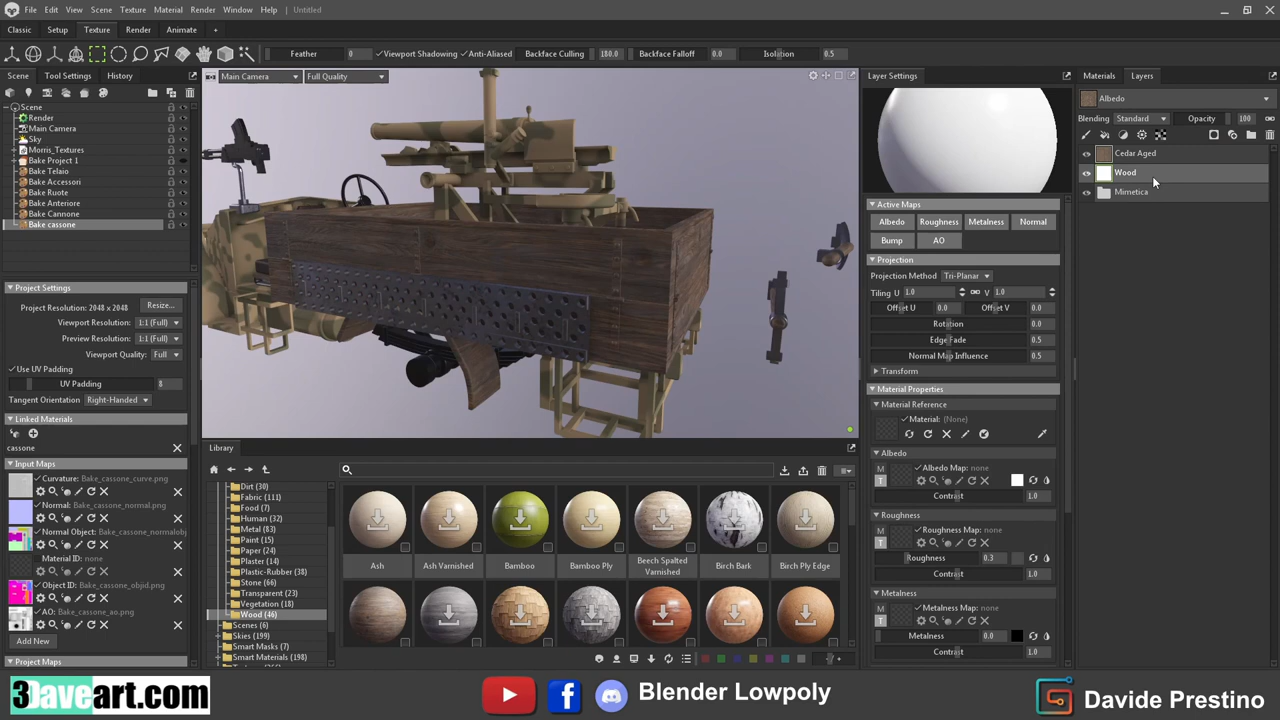 File Edit View Scene Texture Material Render Window Help Untitled
Classic Setup Texture Render Animate +
Feather 0 Viewport Shadowing Anti-Aliased Backface Culling 180.0 Backface Falloff 0.0 Isolation 0.5
Scene Tool Settings History
Scene
Render
Main Camera
Sky
Morris_Textures
Bake Project 1
Bake Telaio
Bake Accessori
Bake Ruote
Bake Anteriore
Bake Cannone
Bake cassone
Project Settings
Project Resolution: 2048 x 2048 Resize...
Viewport Resolution: 1:1 (Full)
Preview Resolution: 1:1 (Full)
Viewport Quality: Full
Use UV Padding
UV Padding 8
Tangent Orientation Right-Handed
Linked Materials
cassone
Input Maps
Curvature: Bake_cassone_curve.png
Normal: Bake_cassone_normal.png
Normal Object: Bake_cassone_normalobj
Material ID: none
Object ID: Bake_cassone_objid.png
AO: Bake_cassone_ao.png
Add New
Project Maps
Main Camera Full Quality
Library
Dirt (30)
Fabric (111)
Food (7)
Human (32)
Metal (83)
Paint (15)
Paper (24)
Plaster (14)
Plastic-Rubber (38)
Stone (66)
Transparent (23)
Vegetation (18)
Wood (46)
Scenes (6)
Skies (199)
Smart Masks (7)
Smart Materials (198)
Ash Ash Varnished Bamboo Bamboo Ply Beech Spalted Varnished Birch Bark Birch Ply Edge
Layer Settings
Active Maps
Albedo Roughness Metalness Normal
Bump AO
Projection
Projection Method Tri-Planar
Tiling U 1.0 V 1.0
Offset U 0.0 Offset V 0.0
Rotation 0.0
Edge Fade 0.5
Normal Map Influence 0.5
Transform
Material Properties
Material Reference
Material: (None)
Albedo
M
T
Albedo Map: none
Contrast 1.0
Roughness
M
T
Roughness Map: none
Roughness 0.3
Contrast 1.0
Metalness
M
T
Metalness Map: none
Metalness 0.0
Contrast 1.0
Materials Layers
Albedo
Blending Standard Opacity 100
Cedar Aged
Wood
Mimetica
3Daveart.com
Blender Lowpoly
Davide Prestino